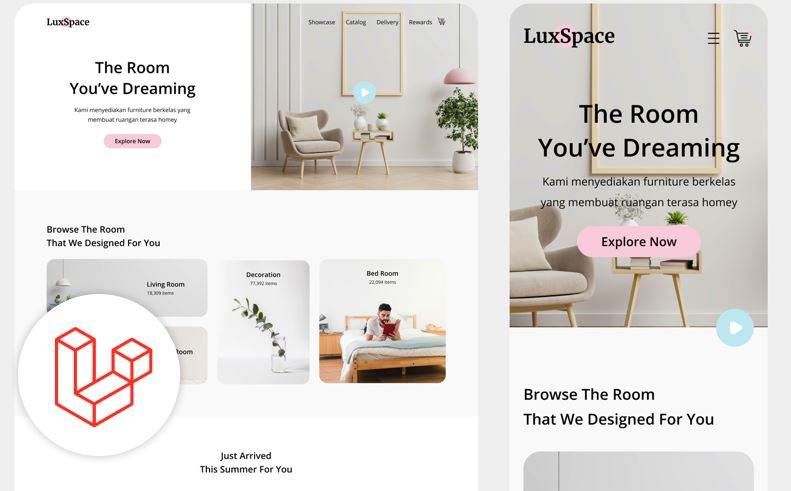 LuxSpace
Showcase
Catalog
Delivery
Rewards
The Room
You've Dreaming
Kami menyediakan furniture berkelas yang
membuat ruangan terasa homey
Explore Now
Browse The Room
That We Designed For You
Living Room
18,309 items
Decoration
77,392 items
Bed Room
22,094 items
Room
Just Arrived
This Summer For You
LuxSpace
The Room
You've Dreaming
Kami menyediakan furniture berkelas
yang membuat ruangan terasa homey
Explore Now
Browse The Room
That We Designed For You